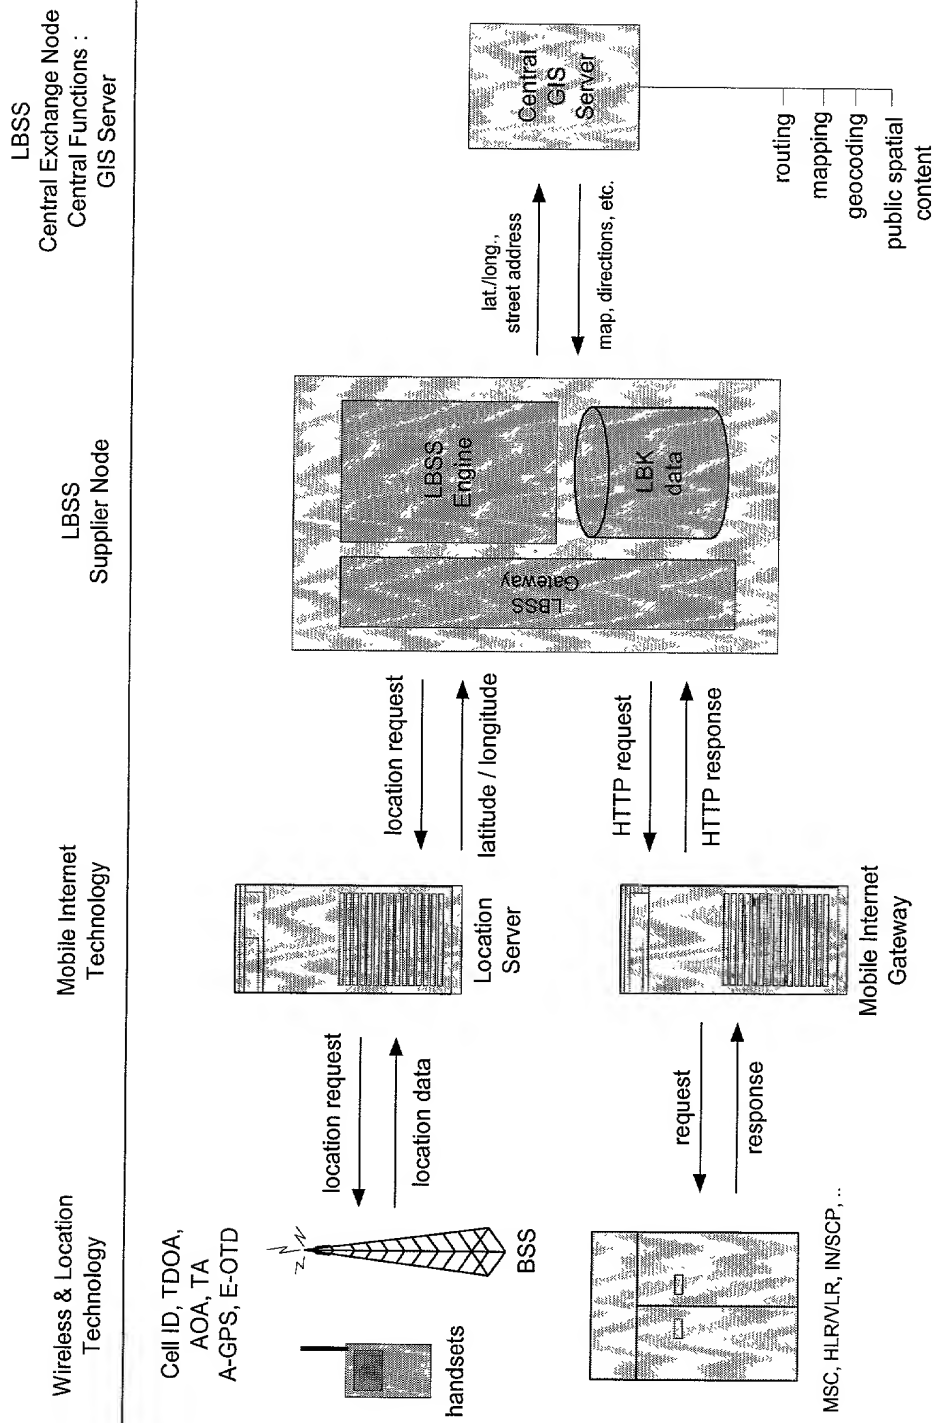 Wireless & Location
Technology
Mobile Internet
Technology
LBSS
Supplier Node
LBSS
Central Exchange Node
Central Functions :
GIS Server
Cell ID, TDOA,
AOA, TA
A-GPS, E-OTD
handsets
BSS
location request
location data
Location
Server
location request
latitude / longitude
LBSS
Gateway
LBSS
Engine
LBK
data
lat./long.,
street address
map, directions, etc.
Central
GIS
Server
routing
mapping
geocoding
public spatial
content
MSC, HLR/VLR, IN/SCP, ..
request
response
Mobile Internet
Gateway
HTTP request
HTTP response